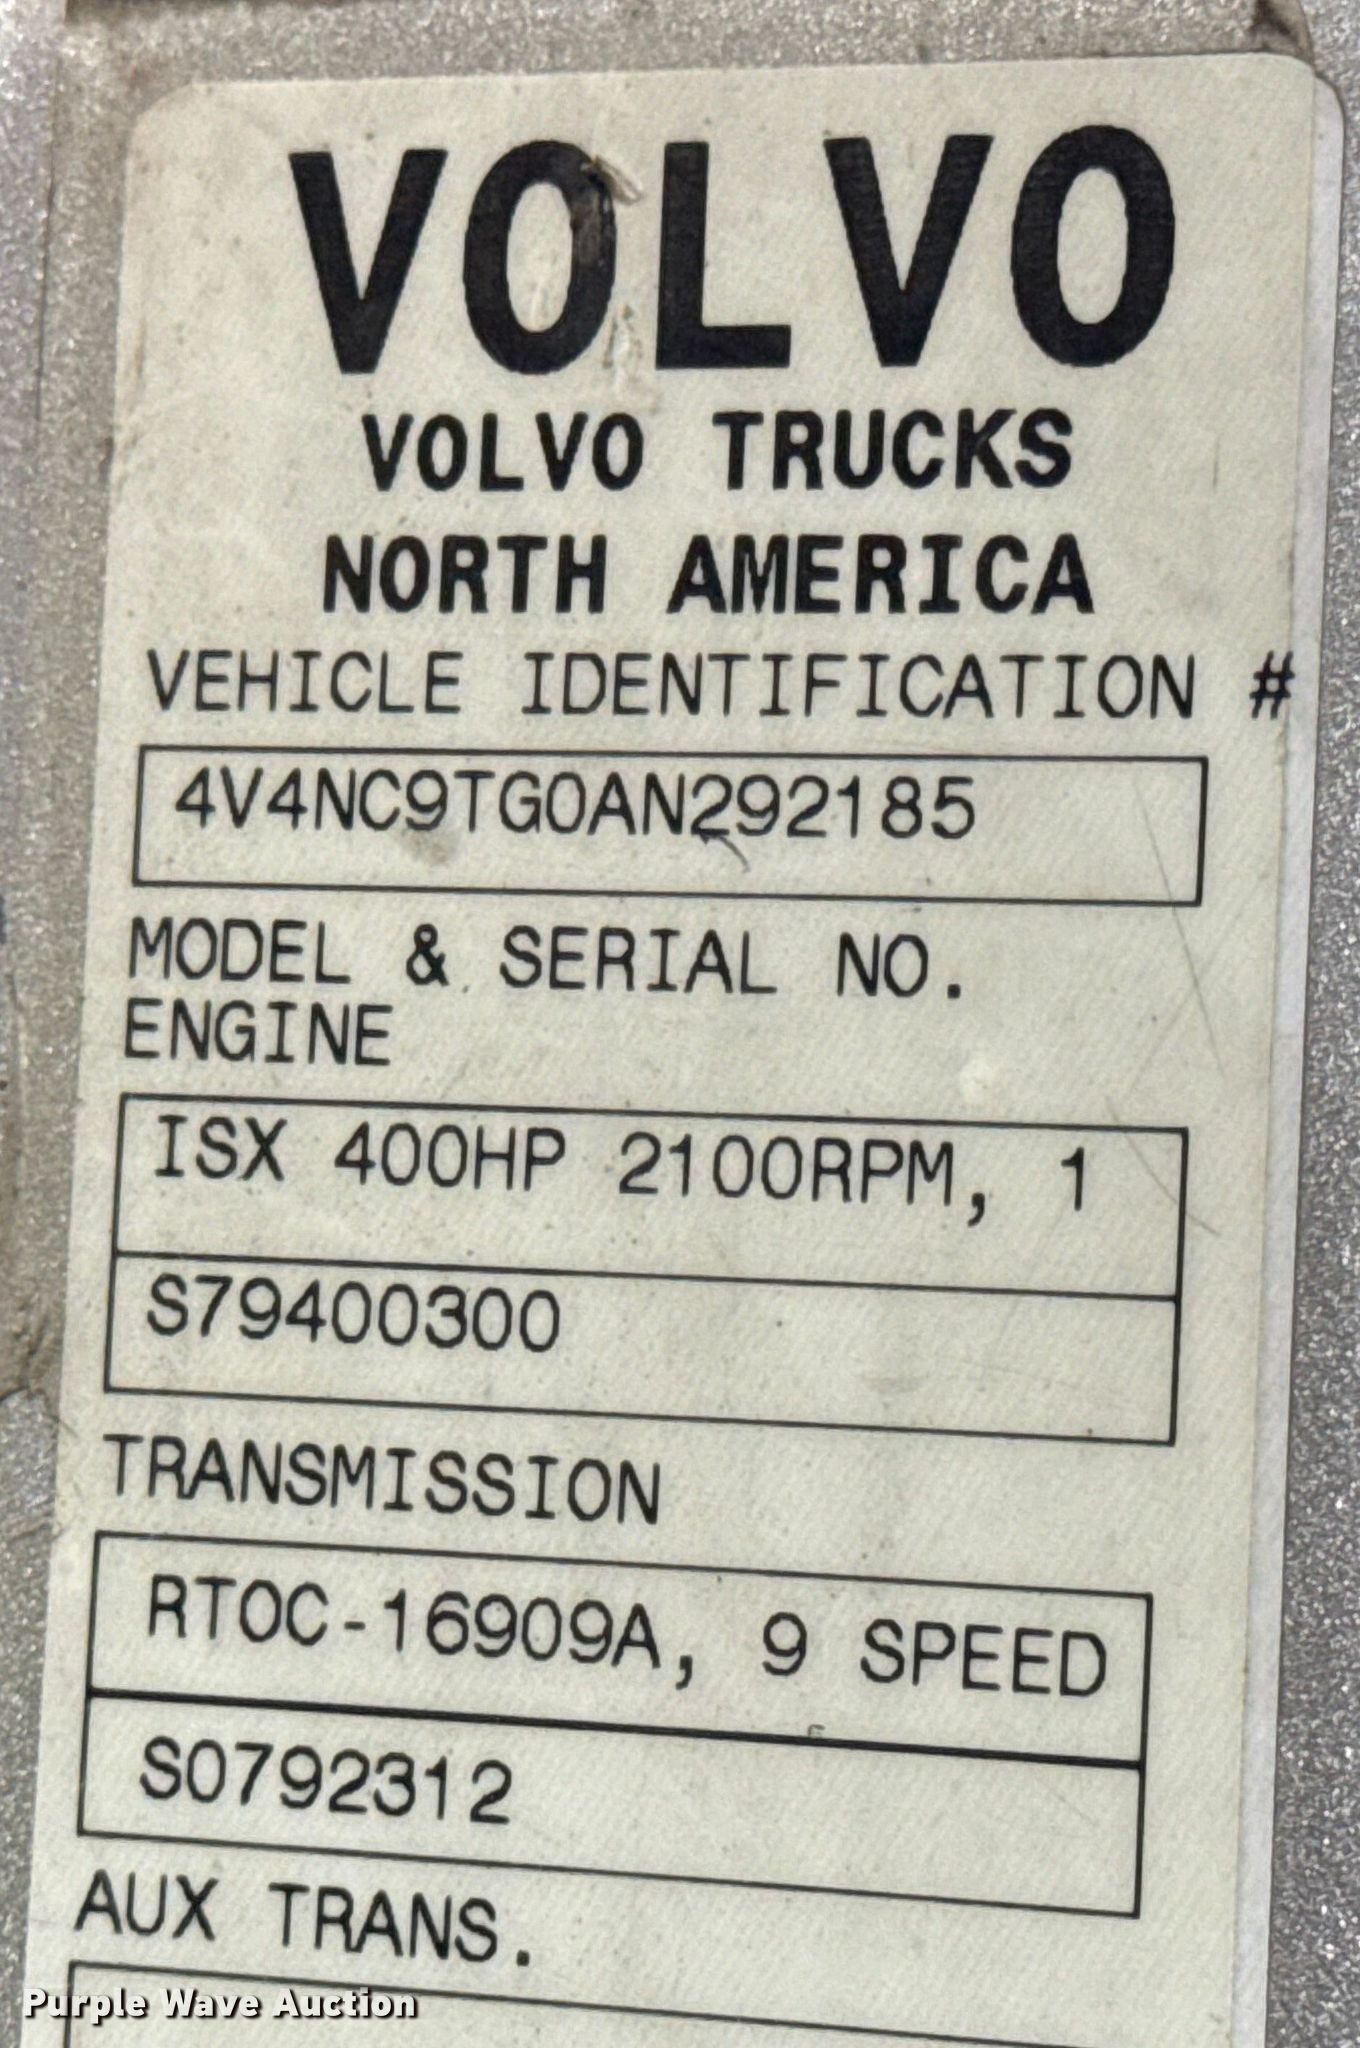 VOLVO
VOLVO TRUCKS
NORTH AMERICA
VEHICLE IDENTIFICATION #
4V4NC9TG0AN292185
MODEL & SERIAL NO.
ENGINE
ISX 400HP 2100RPM, 1
S79400300
TRANSMISSION
RTOC-16909A, 9 SPEED
S0792312
AUX TRANS.
Purple Wave Auction